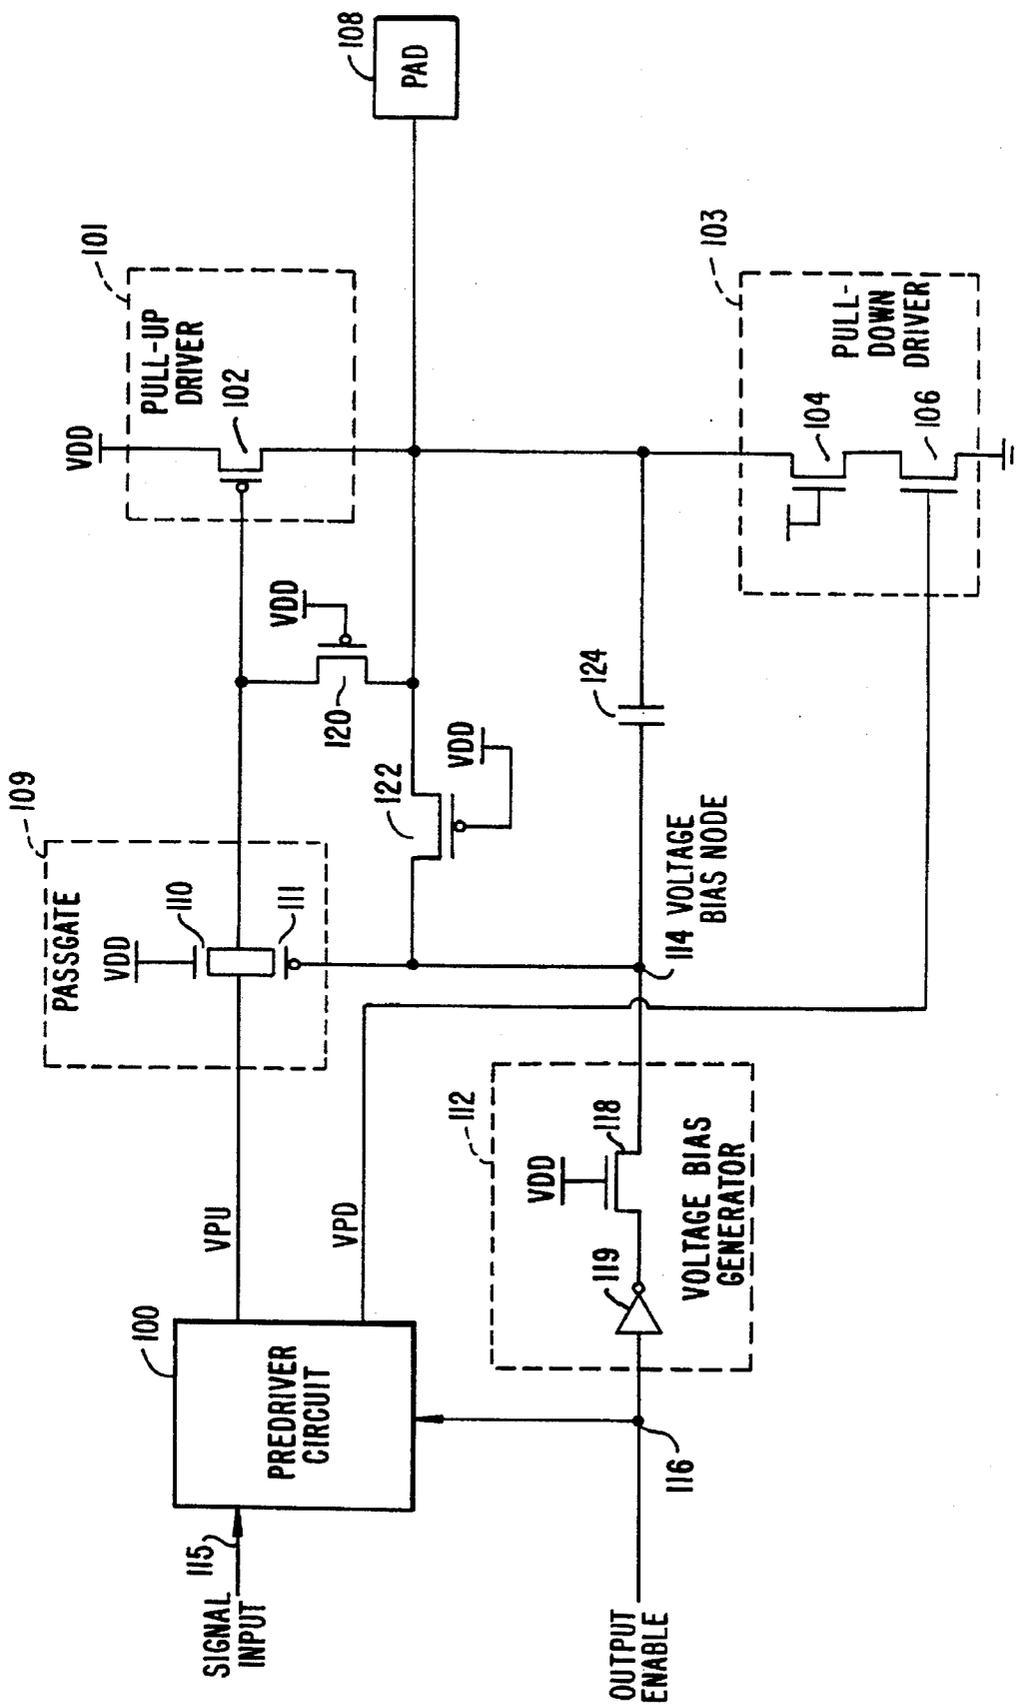 SIGNAL
INPUT
115
100
PREDRIVER
CIRCUIT
VPU
VPD
OUTPUT
ENABLE
116
112
119
VDD
118
VOLTAGE BIAS
GENERATOR
109
PASSGATE
VDD
110
111
114 VOLTAGE
BIAS NODE
122
VDD
120
VDD
124
101
PULL-UP
DRIVER
VDD
102
103
PULL-
DOWN
DRIVER
104
106
108
PAD